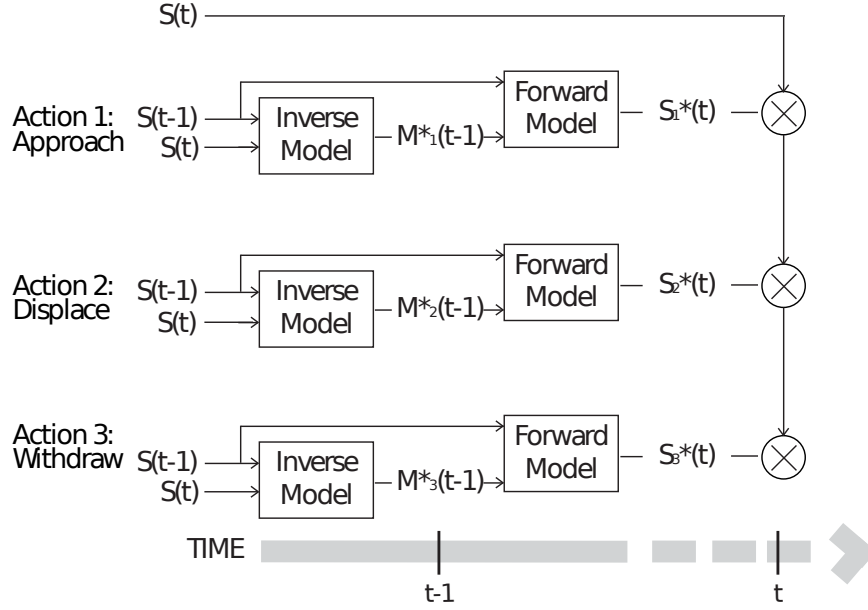 S(t)
Action 1:
Approach
S(t-1)
S(t)
Inverse
Model
M*₁(t-1)
Forward
Model
S₁*(t)
Action 2:
Displace
S(t-1)
S(t)
Inverse
Model
M*₂(t-1)
Forward
Model
S₂*(t)
Action 3:
Withdraw
S(t-1)
S(t)
Inverse
Model
M*₃(t-1)
Forward
Model
S₃*(t)
TIME
t-1
t